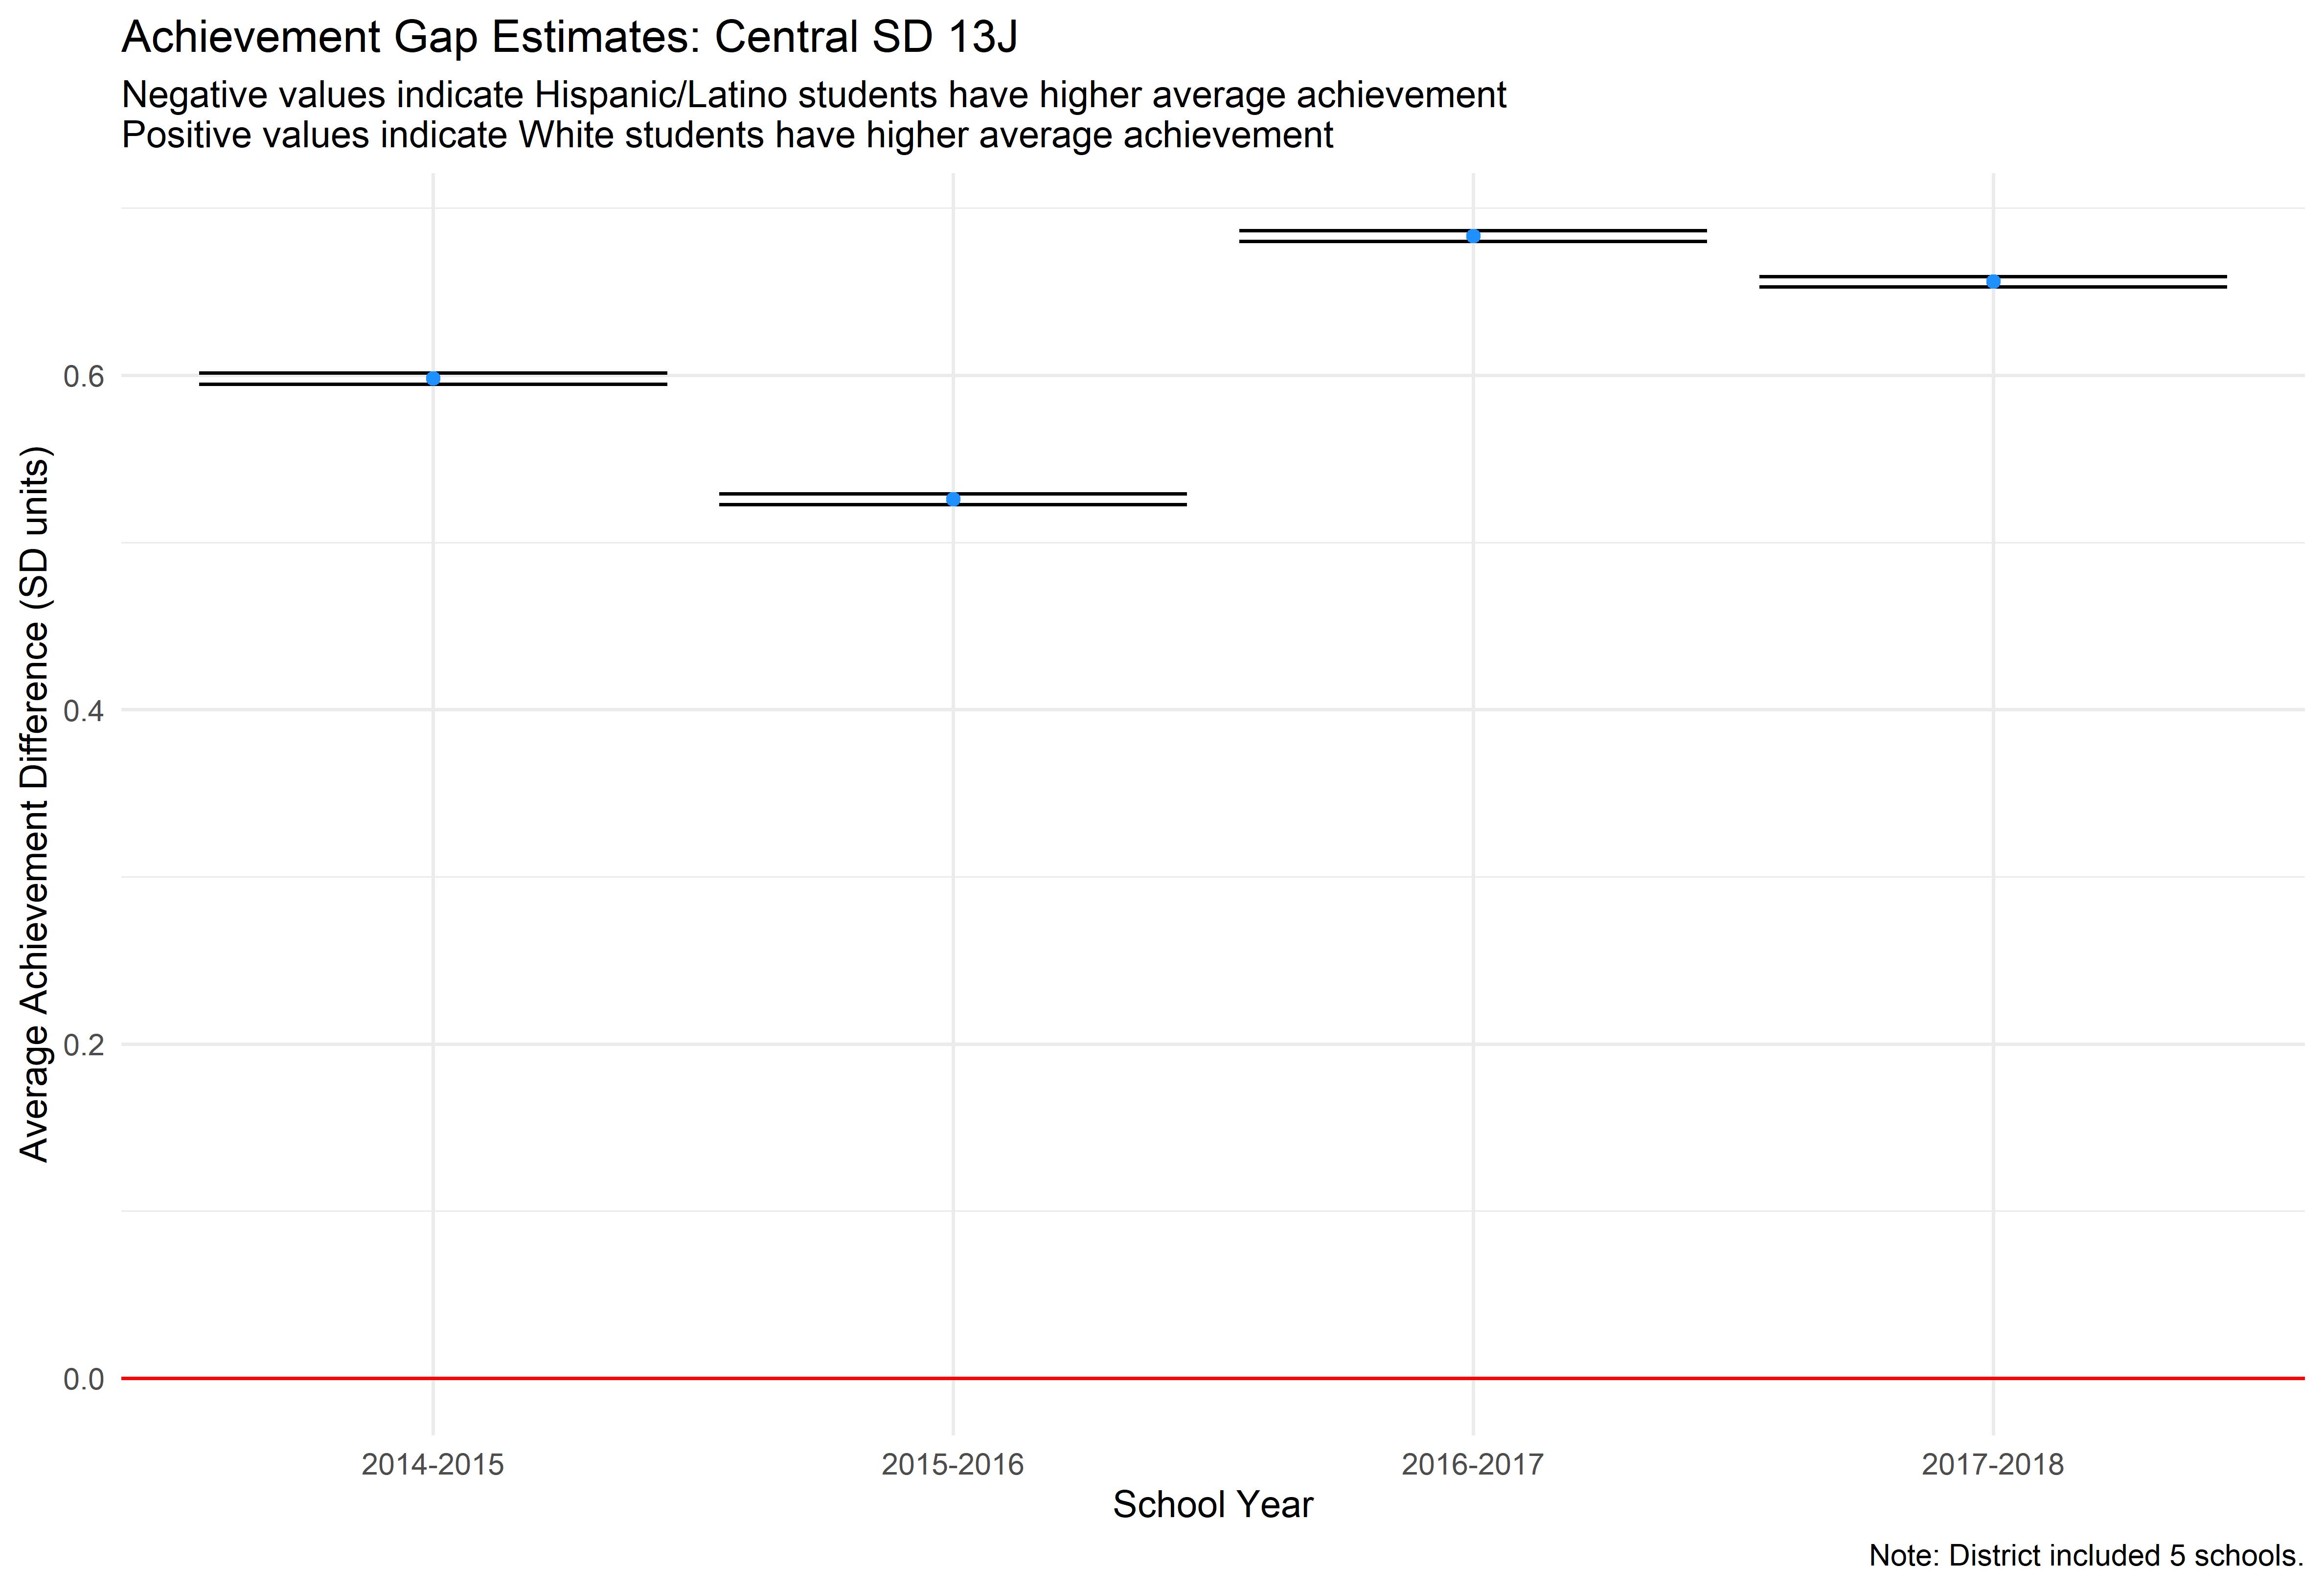 Achievement Gap Estimates: Central SD 13J
Negative values indicate Hispanic/Latino students have higher average achievement
Positive values indicate White students have higher average achievement
Average Achievement Difference (SD units)
0.6
0.4
0.2
0.0
2014-2015
2015-2016
2016-2017
2017-2018
School Year
Note: District included 5 schools.